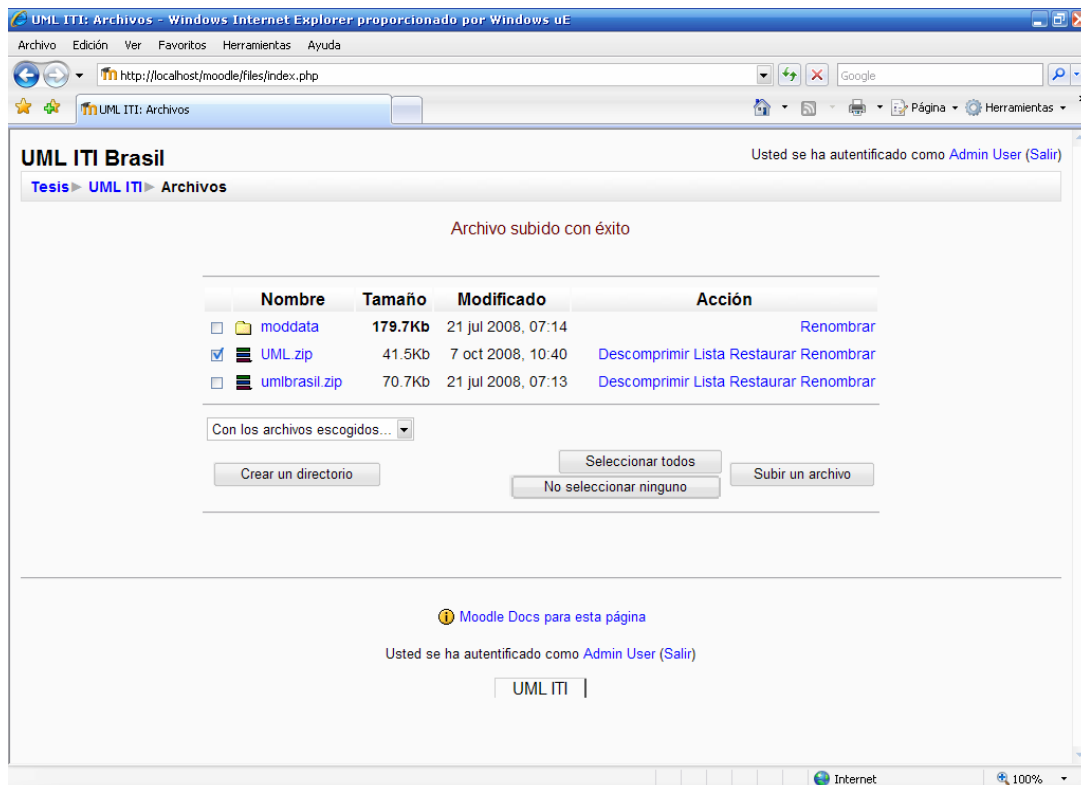 UML ITI: Archivos - Windows Internet Explorer proporcionado por Windows uE
Archivo Edición Ver Favoritos Herramientas Ayuda
http://localhost/moodle/files/index.php Google
UML ITI: Archivos Página Herramientas
UML ITI Brasil Usted se ha autentificado como Admin User (Salir)
Tesis UML ITI Archivos
Archivo subido con éxito
Nombre Tamaño Modificado Acción
moddata 179.7Kb 21 jul 2008, 07:14 Renombrar
UML.zip 41.5Kb 7 oct 2008, 10:40 Descomprimir Lista Restaurar Renombrar
umlbrasil.zip 70.7Kb 21 jul 2008, 07:13 Descomprimir Lista Restaurar Renombrar
Con los archivos escogidos...
Seleccionar todos
Crear un directorio Subir un archivo
No seleccionar ninguno
Moodle Docs para esta página
Usted se ha autentificado como Admin User (Salir)
UML ITI
Internet 100%